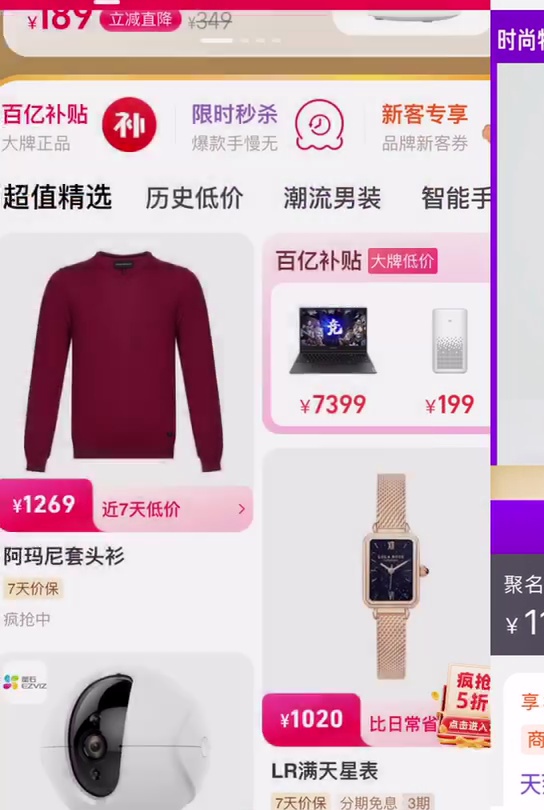 ¥189 立减直降 ¥349
百亿补贴
大牌正品
补
限时秒杀
爆款手慢无
新客专享
品牌新客券
超值精选 历史低价 潮流男装 智能手
¥1269 近7天低价 >
阿玛尼套头衫
7天价保
疯抢中
EZVIZ
百亿补贴 大牌低价
竞
¥7399 ¥199
LOLA ROSE
¥1020 比日常省
疯抢
5折
点击进入
LR满天星表
7天价保 分期免息 3期
时尚
聚名
¥1
享
商
天